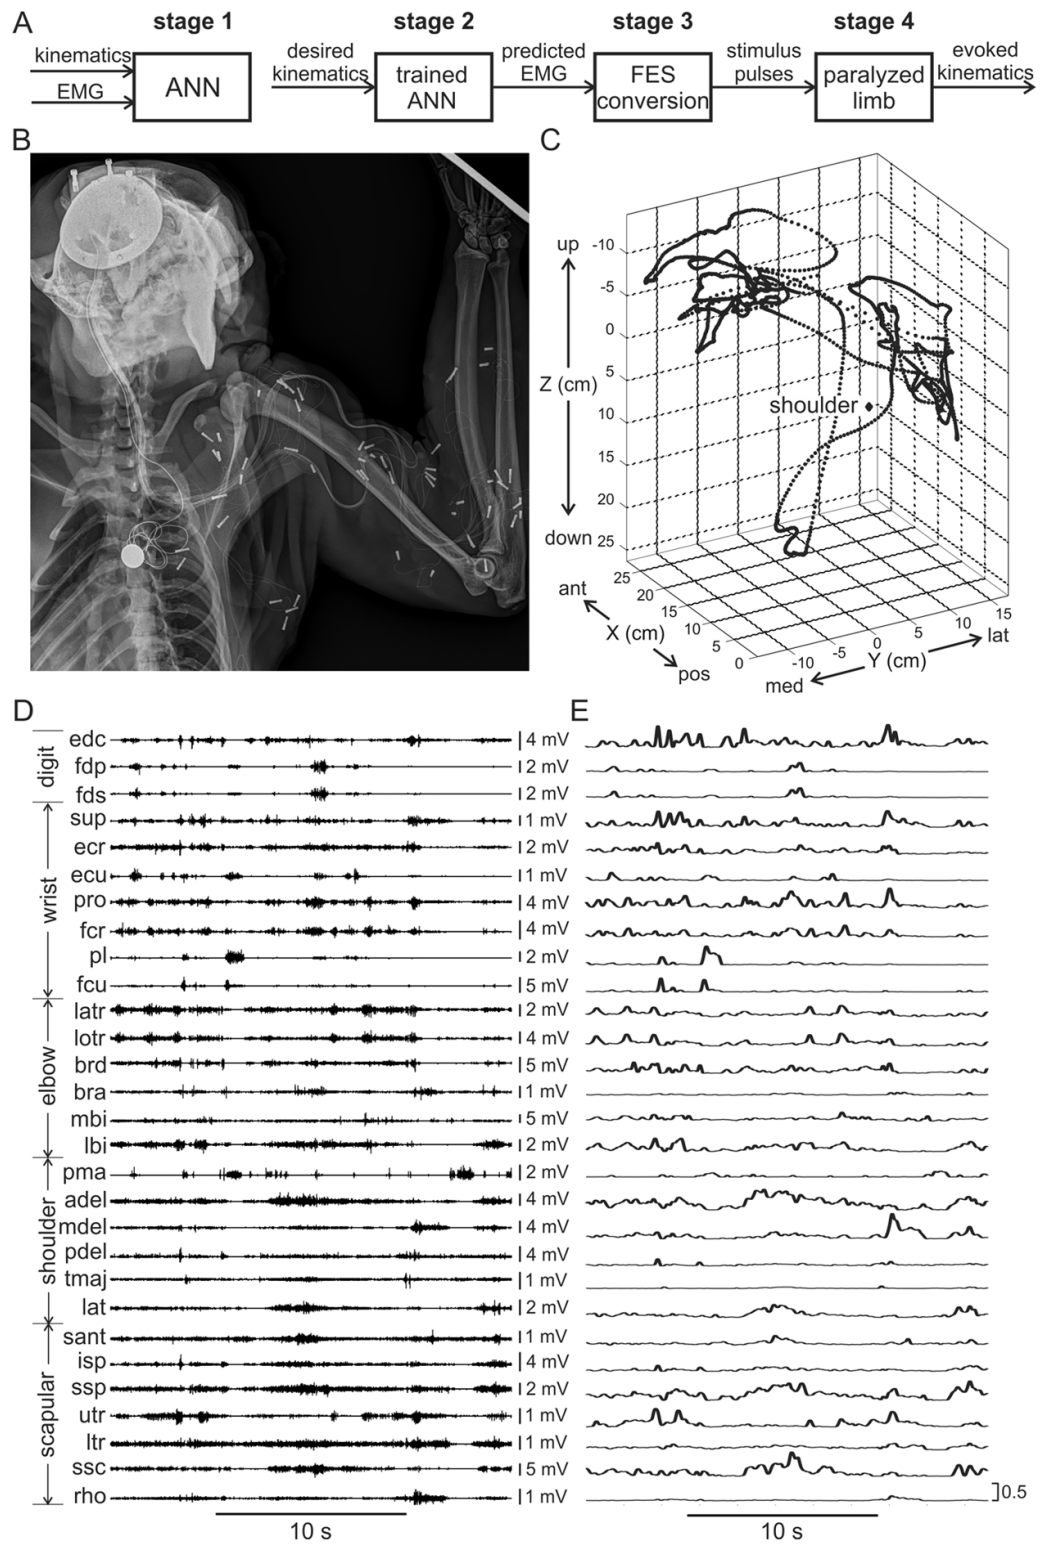 A
stage 1
stage 2
stage 3
stage 4
kinematics
EMG
ANN
desired
kinematics
trained
ANN
predicted
EMG
FES
conversion
stimulus
pulses
paralyzed
limb
evoked
kinematics
B
C
up
-10
-5
0
5
10
15
20
25
Z (cm)
down
shoulder
ant
25
20
15
10
5
0
X (cm)
pos
-10
-5
0
5
10
15
Y (cm)
med
lat
D
E
digit
edc
4 mV
fdp
2 mV
fds
2 mV
wrist
sup
1 mV
ecr
2 mV
ecu
1 mV
pro
4 mV
fcr
4 mV
pl
2 mV
fcu
5 mV
elbow
latr
2 mV
lotr
4 mV
brd
5 mV
bra
1 mV
mbi
5 mV
lbi
2 mV
shoulder
pma
2 mV
adel
4 mV
mdel
4 mV
pdel
4 mV
tmaj
1 mV
lat
2 mV
scapular
sant
1 mV
isp
4 mV
ssp
2 mV
utr
1 mV
ltr
1 mV
ssc
5 mV
rho
1 mV
0.5
10 s
10 s